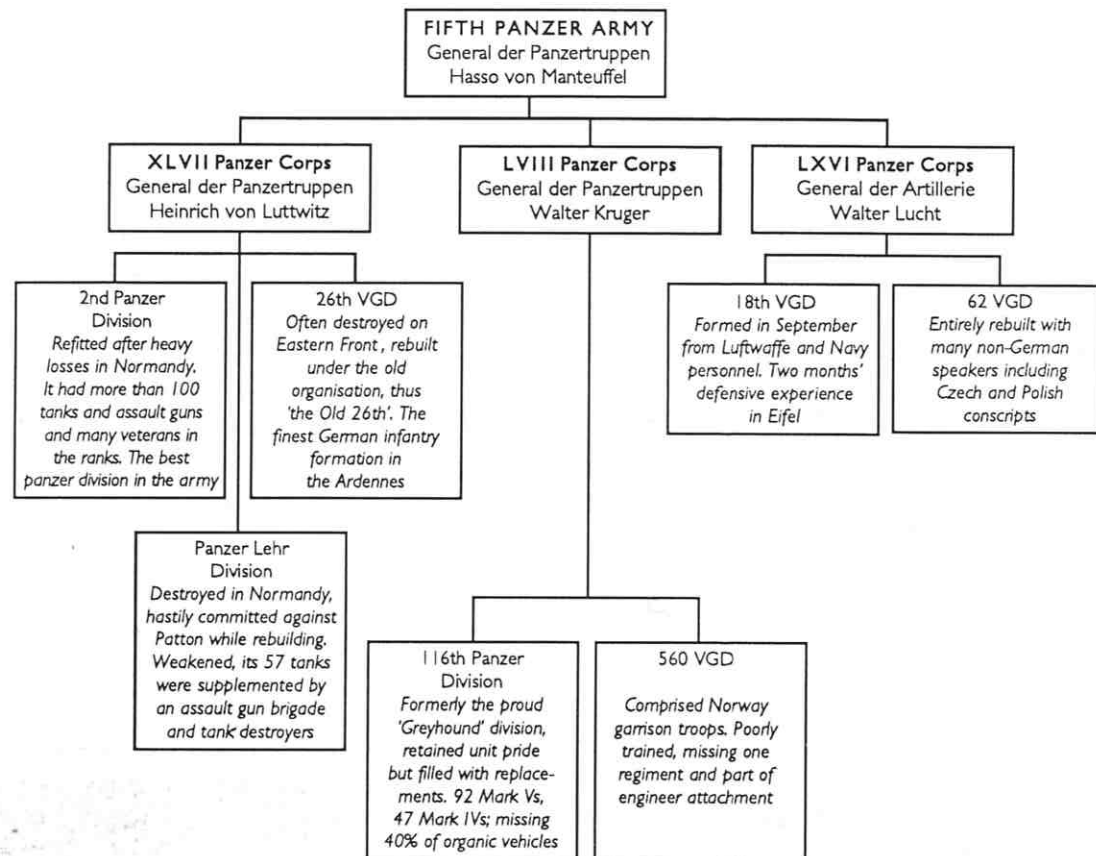 FIFTH PANZER ARMY
General der Panzertruppen
Hasso von Manteuffel
XLVII Panzer Corps
General der Panzertruppen
Heinrich von Luttwitz
LVIII Panzer Corps
General der Panzertruppen
Walter Kruger
LXVI Panzer Corps
General der Artillerie
Walter Lucht
2nd Panzer
Division
Refitted after heavy
losses in Normandy.
It had more than 100
tanks and assault guns
and many veterans in
the ranks. The best
panzer division in the army
26th VGD
Often destroyed on
Eastern Front, rebuilt
under the old
organisation, thus
'the Old 26th'. The
finest German infantry
formation in
the Ardennes
18th VGD
Formed in September
from Luftwaffe and Navy
personnel. Two months'
defensive experience
in Eifel
62 VGD
Entirely rebuilt with
many non-German
speakers including
Czech and Polish
conscripts
Panzer Lehr
Division
Destroyed in Normandy,
hastily committed against
Patton while rebuilding.
Weakened, its 57 tanks
were supplemented by
an assault gun brigade
and tank destroyers
116th Panzer
Division
Formerly the proud
'Greyhound' division,
retained unit pride
but filled with replace-
ments. 92 Mark Vs,
47 Mark IVs; missing
40% of organic vehicles
560 VGD
Comprised Norway
garrison troops. Poorly
trained, missing one
regiment and part of
engineer attachment